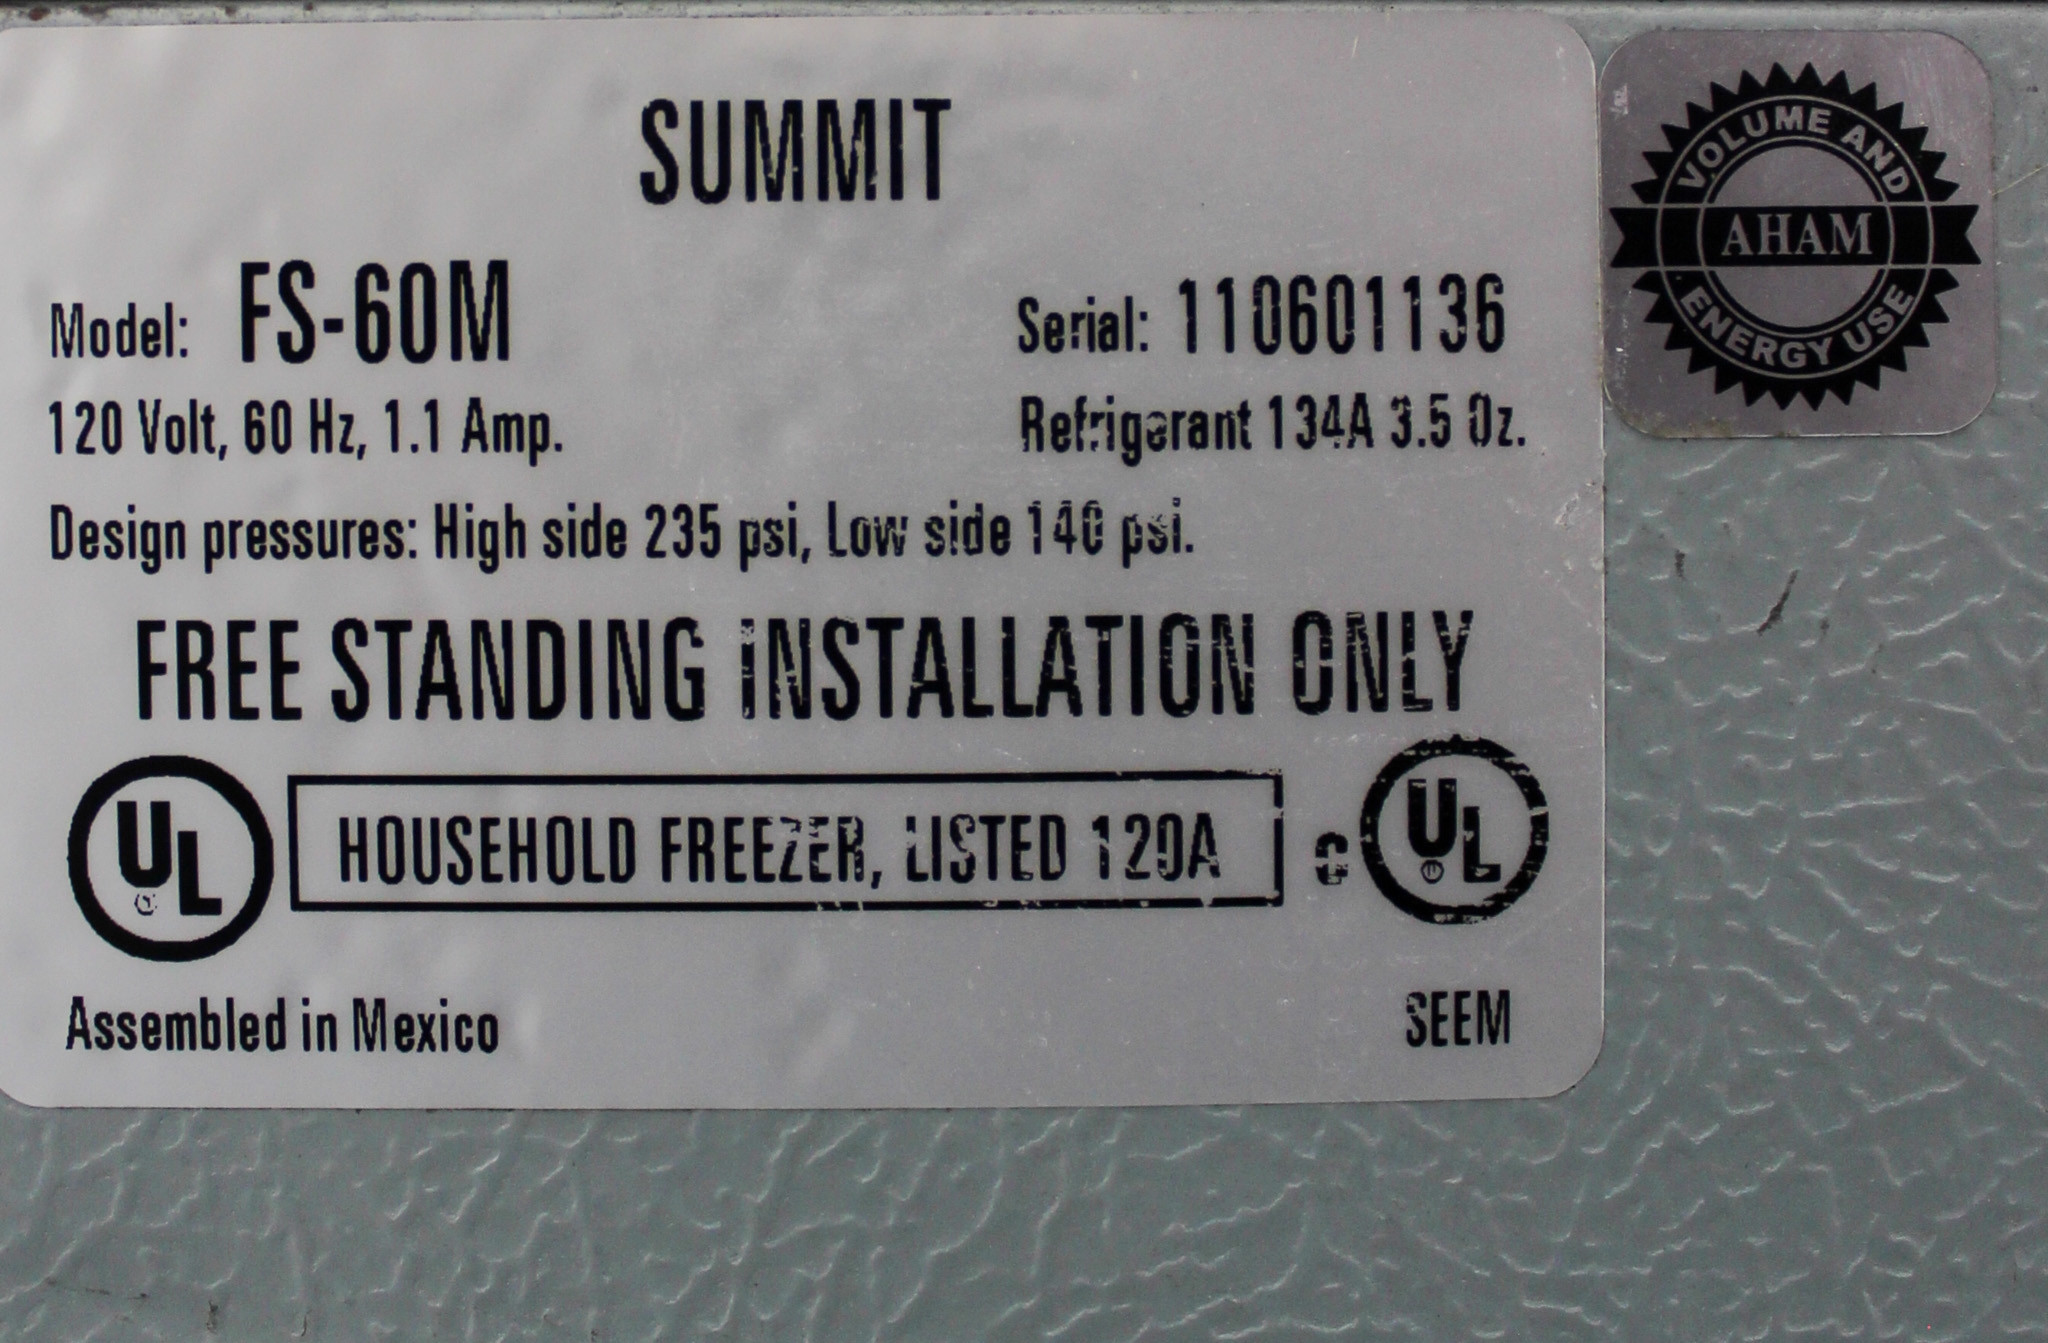 SUMMIT
Model: FS-60M
Serial: 110601136
120 Volt, 60 Hz, 1.1 Amp.
Refrigerant 134A 3.5 Oz.
Design pressures: High side 235 psi, Low side 140 psi.
FREE STANDING INSTALLATION ONLY
UL
HOUSEHOLD FREEZER, LISTED 120A
C UL
Assembled in Mexico
SEEM
VOLUME AND
AHAM
ENERGY USE